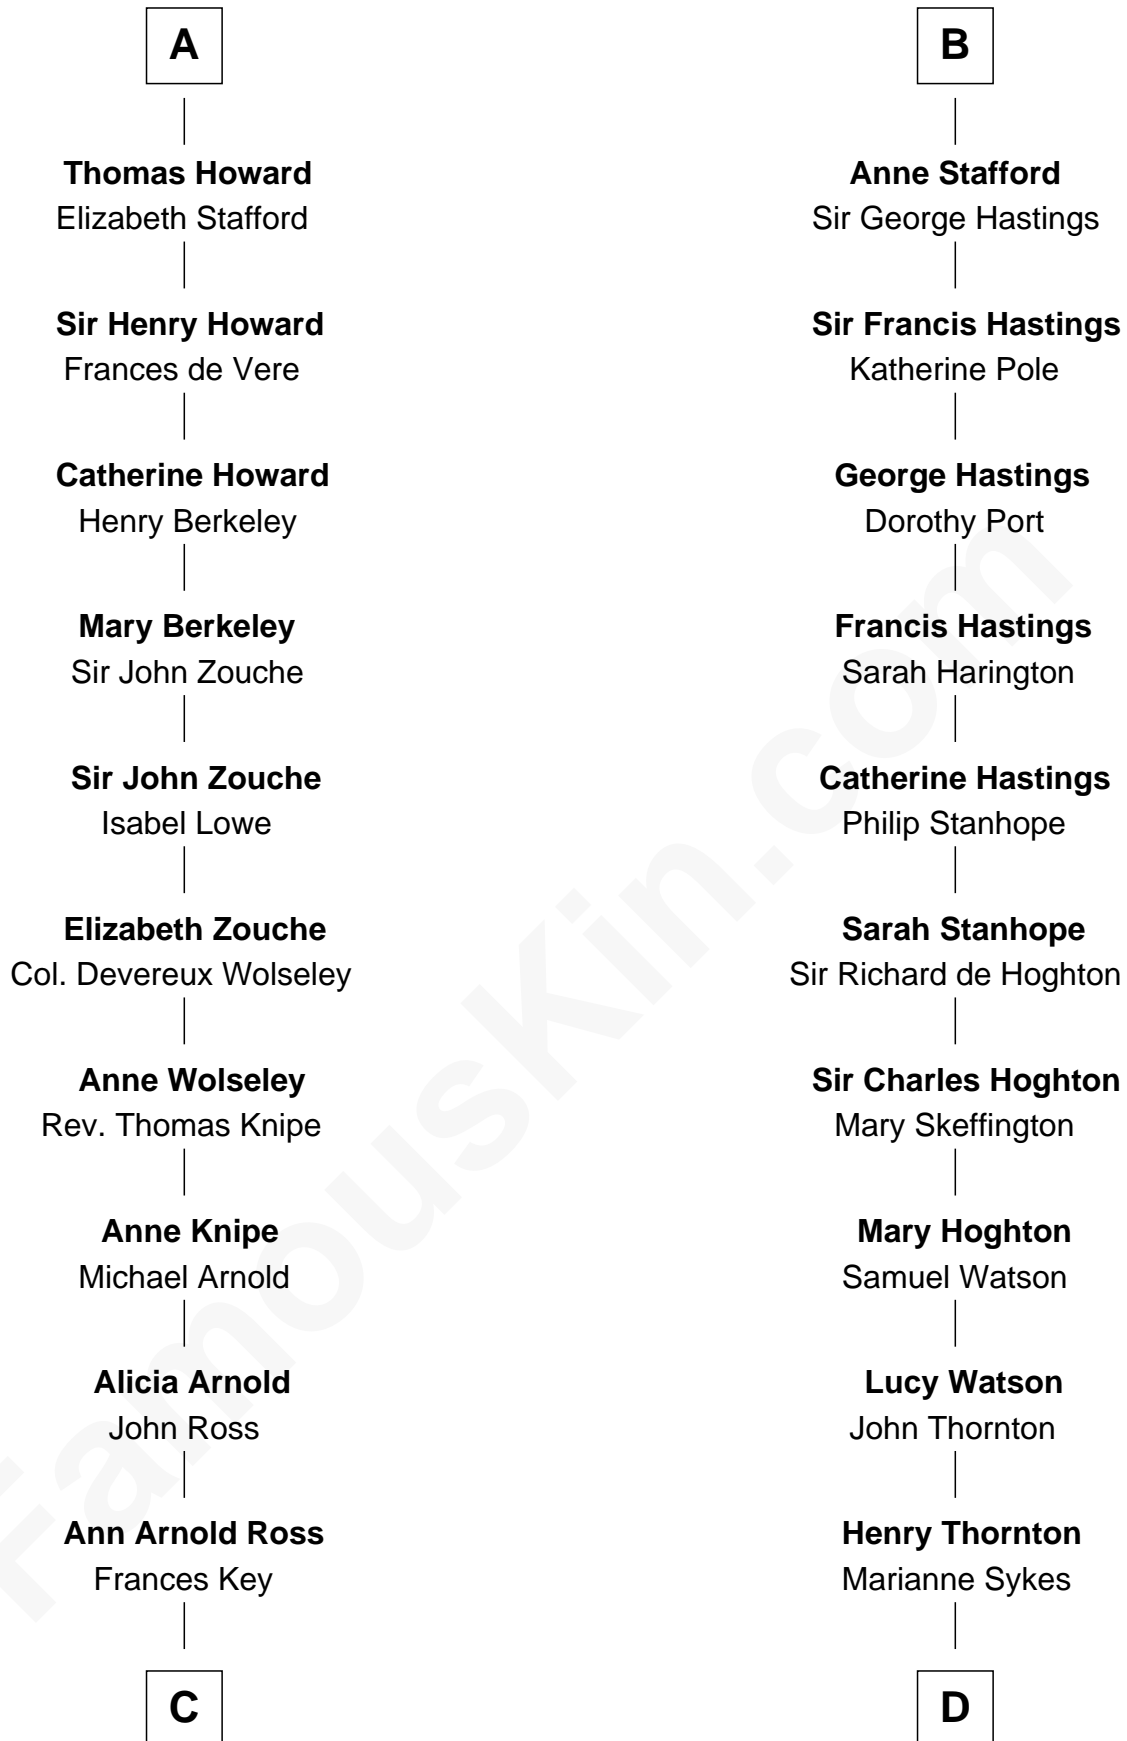 A
Thomas Howard
Elizabeth Stafford
Sir Henry Howard
Frances de Vere
Catherine Howard
Henry Berkeley
Mary Berkeley
Sir John Zouche
Sir John Zouche
Isabel Lowe
Elizabeth Zouche
Col. Devereux Wolseley
Anne Wolseley
Rev. Thomas Knipe
Anne Knipe
Michael Arnold
Alicia Arnold
John Ross
Ann Arnold Ross
Frances Key
C
B
Anne Stafford
Sir George Hastings
Sir Francis Hastings
Katherine Pole
George Hastings
Dorothy Port
Francis Hastings
Sarah Harington
Catherine Hastings
Philip Stanhope
Sarah Stanhope
Sir Richard de Hoghton
Sir Charles Hoghton
Mary Skeffington
Mary Hoghton
Samuel Watson
Lucy Watson
John Thornton
Henry Thornton
Marianne Sykes
D
FamousKin.com